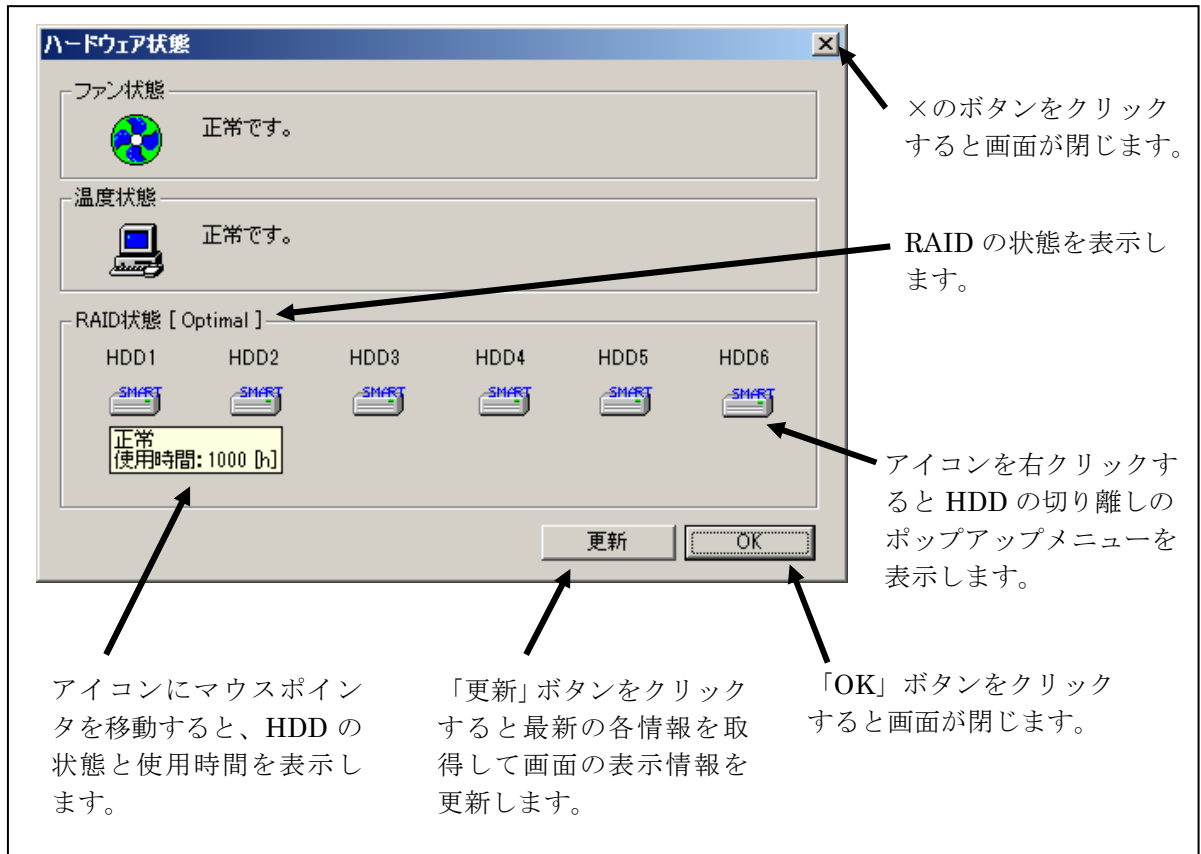 ハードウェア状態
ファン状態
正常です。
×のボタンをクリック
すると画面が閉じます。
温度状態
正常です。
RAID の状態を表示し
ます。
RAID状態 [ Optimal ]
HDD1 HDD2 HDD3 HDD4 HDD5 HDD6
SMART SMART SMART SMART SMART SMART
正常
使用時間: 1000 [h]
アイコンを右クリックす
ると HDD の切り離しの
ポップアップメニューを
表示します。
更新 OK
アイコンにマウスポイン
タを移動すると、HDD の
状態と使用時間を表示し
ます。
「更新」ボタンをクリック
すると最新の各情報を取
得して画面の表示情報を
更新します。
「OK」ボタンをクリック
すると画面が閉じます。